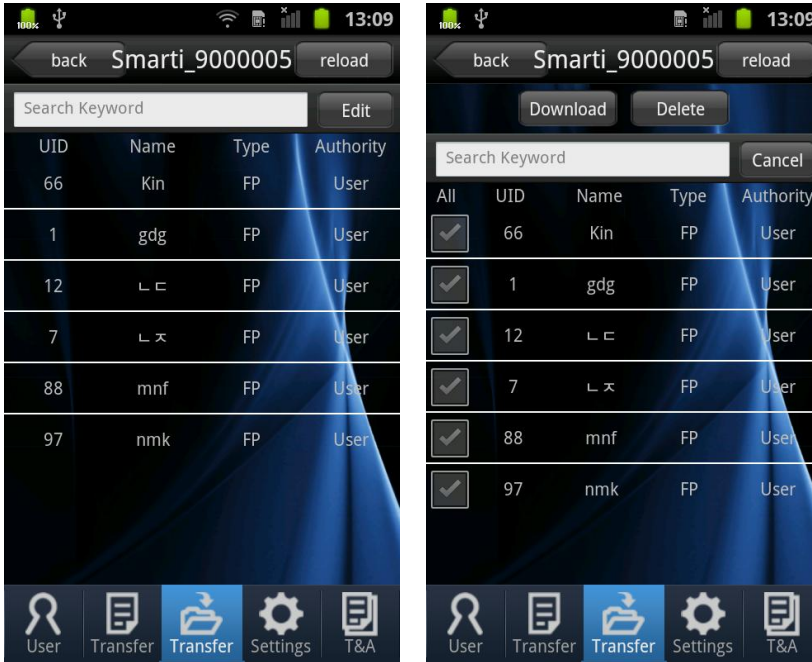 100% 13:09
back Smarti_9000005 reload
Search Keyword Edit
UID Name Type Authority
66 Kin FP User
1 gdg FP User
12 ㄴㄷ FP User
7 ㄴㅈ FP User
88 mnf FP User
97 nmk FP User
User Transfer Transfer Settings T&A
100% 13:09
back Smarti_9000005 reload
Download Delete
Search Keyword Cancel
All UID Name Type Authority
66 Kin FP User
1 gdg FP User
12 ㄴㄷ FP User
7 ㄴㅈ FP User
88 mnf FP User
97 nmk FP User
User Transfer Transfer Settings T&A